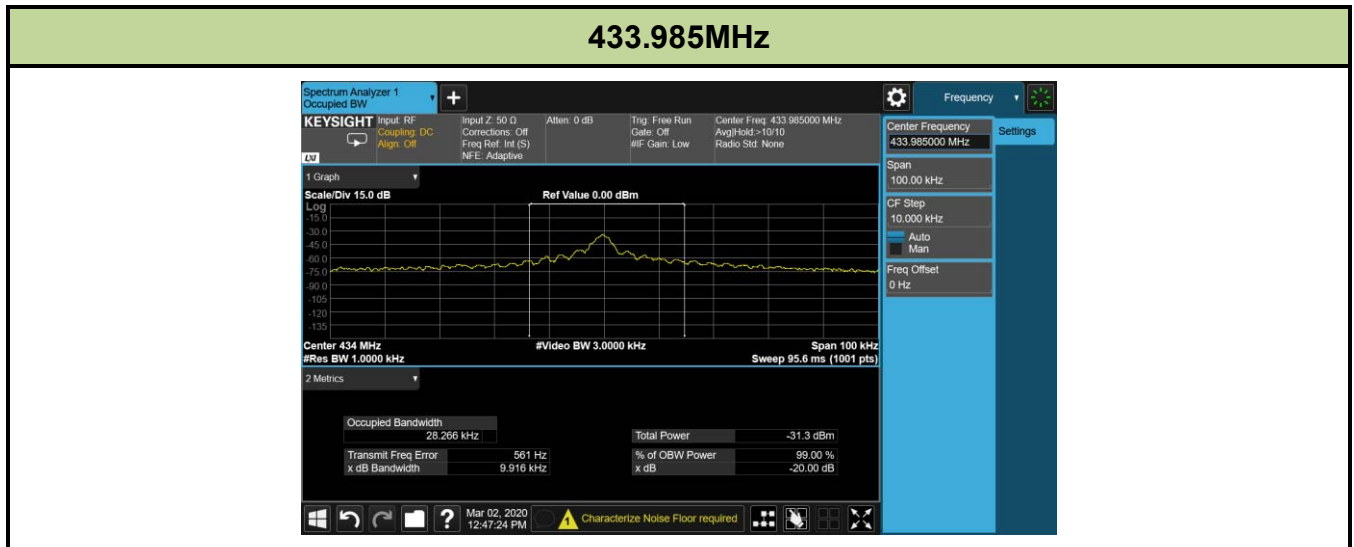 433.985MHz
Spectrum Analyzer 1
Occupied BW
+
Frequency
KEYSIGHT
Input: RF
Coupling: DC
Align: Off
LXI
Input Z: 50 Ω
Corrections: Off
Freq Ref: Int (S)
NFE: Adaptive
Atten: 0 dB
Trig: Free Run
Gate: Off
#IF Gain: Low
Center Freq: 433.985000 MHz
Avg|Hold:>10/10
Radio Std: None
Center Frequency
433.985000 MHz
Settings
Span
100.00 kHz
CF Step
10.000 kHz
Auto
Man
Freq Offset
0 Hz
1 Graph
Scale/Div 15.0 dB
Ref Value 0.00 dBm
Log
-15.0
-30.0
-45.0
-60.0
-75.0
-90.0
-105
-120
-135
Center 434 MHz
#Video BW 3.0000 kHz
Span 100 kHz
#Res BW 1.0000 kHz
Sweep 95.6 ms (1001 pts)
2 Metrics
Occupied Bandwidth
28.266 kHz
Total Power -31.3 dBm
Transmit Freq Error 561 Hz
% of OBW Power 99.00 %
x dB Bandwidth 9.916 kHz
x dB -20.00 dB
?
Mar 02, 2020
12:47:24 PM
1
Characterize Noise Floor required